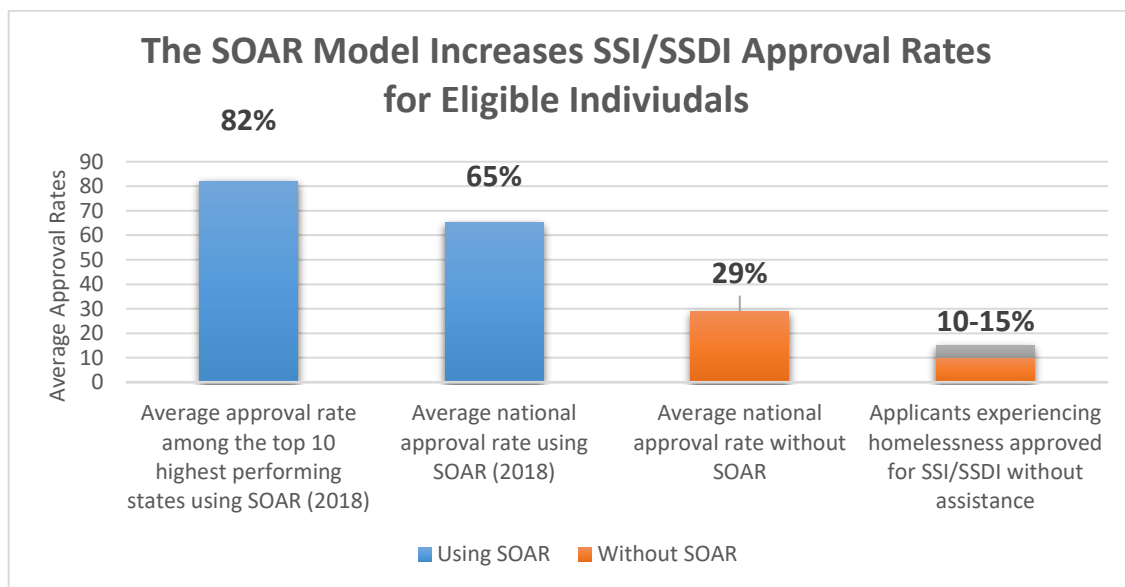 The SOAR Model Increases SSI/SSDI Approval Rates
for Eligible Indiviudals
82%
65%
29%
10-15%
Average Approval Rates
90
80
70
60
50
40
30
20
10
0
Average approval rate
among the top 10
highest performing
states using SOAR (2018)
Average national
approval rate using
SOAR (2018)
Average national
approval rate without
SOAR
Applicants experiencing
homelessness approved
for SSI/SSDI without
assistance
Using SOAR
Without SOAR